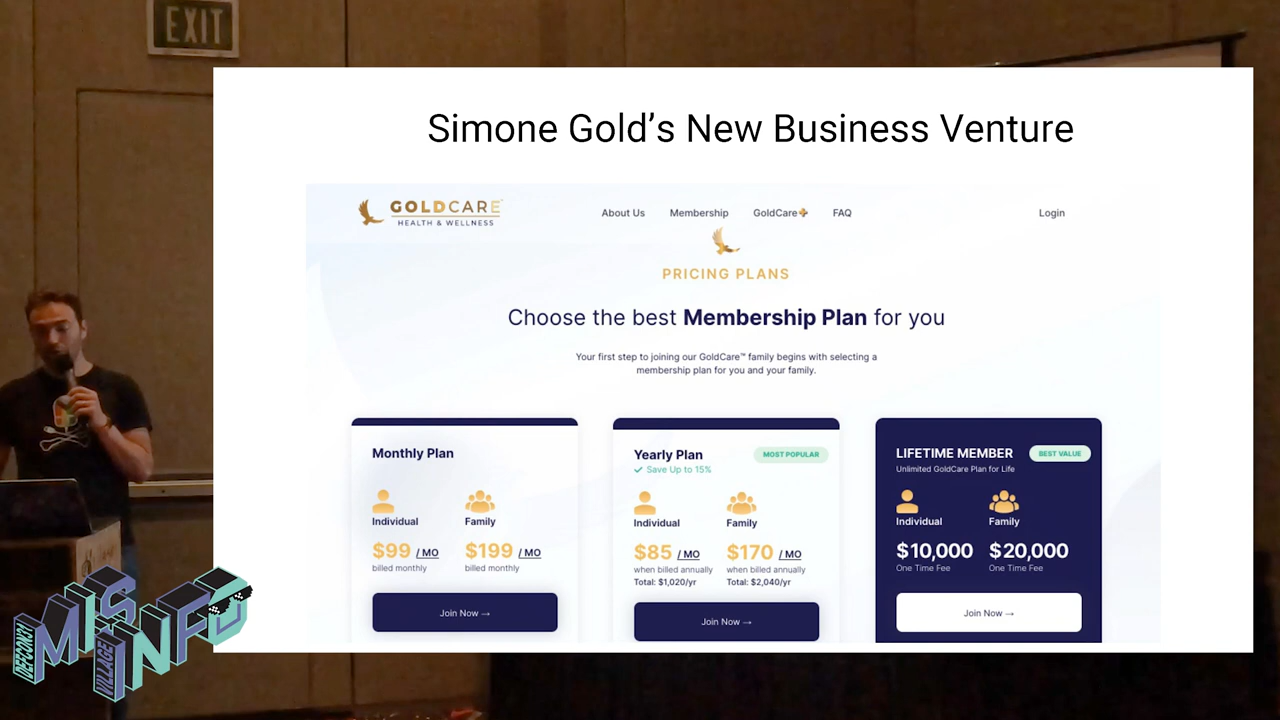 EXIT
Simone Gold’s New Business Venture
GOLDCARE
HEALTH & WELLNESS
About Us Membership GoldCare FAQ Login
PRICING PLANS
Choose the best Membership Plan for you
Your first step to joining our GoldCare™ family begins with selecting a
membership plan for you and your family.
Monthly Plan
Individual Family
$99 / MO $199 / MO
billed monthly billed monthly
Join Now →
Yearly Plan MOST POPULAR
Save Up to 15%
Individual Family
$85 / MO $170 / MO
when billed annually when billed annually
Total: $1,020/yr Total: $2,040/yr
Join Now →
LIFETIME MEMBER BEST VALUE
Unlimited GoldCare Plan for Life
Individual Family
$10,000 $20,000
One Time Fee One Time Fee
Join Now →
DEFCON31
MISINFO
VILLAGE